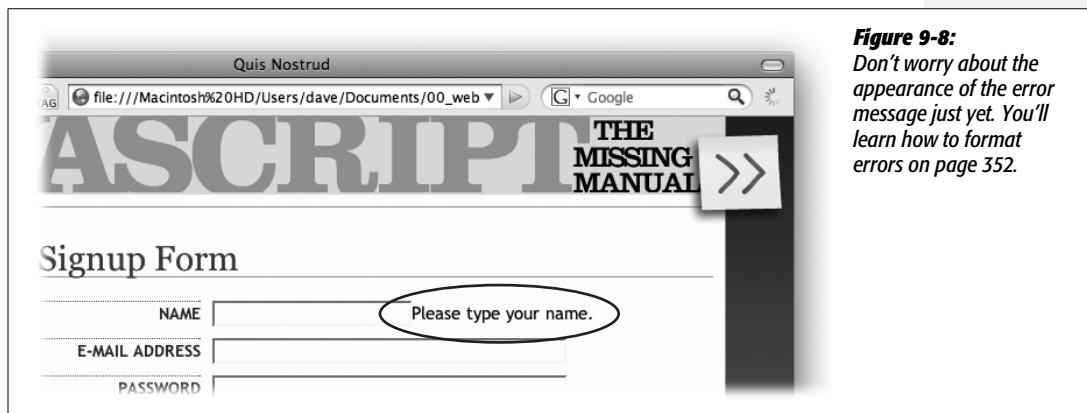 Quis Nostrud
TAG
file:///Macintosh%20HD/Users/dave/Documents/00_web
G
Google
ASCRIPT
THE
MISSING
MANUAL
>>
Signup Form
NAME
Please type your name.
E-MAIL ADDRESS
PASSWORD
Figure 9-8:
Don’t worry about the
appearance of the error
message just yet. You’ll
learn how to format
errors on page 352.